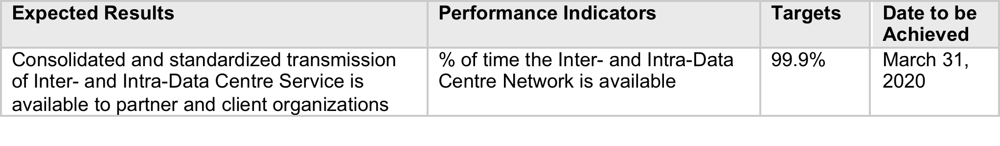 Expected Results
Performance Indicators
Targets
Date to be
Achieved
Consolidated and standardized transmission
of Inter- and Intra-Data Centre Service is
available to partner and client organizations
% of time the Inter- and Intra-Data
Centre Network is available
99.9%
March 31,
2020